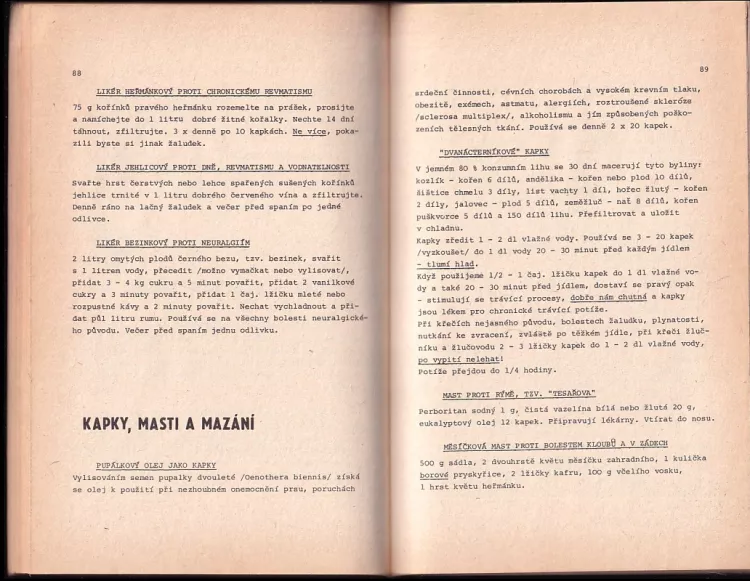 88
LIKÉR HEŘMÁNKOVÝ PROTI CHRONICKÉMU REVMATISMU
75 g kořínků pravého heřmánku rozemelte na prášek, prosijte
a namíchejte do 1 litru dobré žitné kořalky. Nechte 14 dní
táhnout, zfiltrujte. 3 x denně po 10 kapkách. Ne více, poka-
zili byste si jinak žaludek.
LIKÉR JEHLICOVÝ PROTI DNĚ, REVMATISMU A VODNATELNOSTI
Svařte hrst čerstvých nebo lehce spařených sušených kořínků
jehlice trnité v 1 litru dobrého červeného vína a zfiltrujte.
Denně ráno na lačný žaludek a večer před spaním po jedné
odlivce.
LIKÉR BEZINKOVÝ PROTI NEURALGIÍM
2 litry omytých plodů černého bezu, tzv. bezinek, svařit
s 1 litrem vody, přecedit /možno vymačkat nebo vylisovat/,
přidat 3 - 4 kg cukru a 5 minut povařit, přidat 2 vanilkové
cukry a 3 minuty povařit, přidat 1 čaj. lžičku mleté nebo
rozpustné kávy a 2 minuty povařit. Nechat vychladnout a při-
dat půl litru rumu. Používá se na všechny bolesti neuralgické-
ho původu. Večer před spaním jednu odlivku.
KAPKY, MASTI A MAZÁNÍ
PUPÁLKOVÝ OLEJ JAKO KAPKY
Vylisováním semen pupalky dvouleté /Oenothera biennis/ získá
se olej k použití při nezhoubném onemocnění prsu, poruchách
89
srdeční činnosti, cévních chorobách a vysokém krevním tlaku,
obezitě, exémech, astmatu, alergiích, roztroušené skleróze
/sclerosa multiplex/, alkoholismu a jím způsobených poško-
zeních tělesných tkání. Používá se denně 2 x 20 kapek.
"DVANÁCTERNÍKOVÉ" KAPKY
V jemném 80 % konzumním lihu se 30 dní macerují tyto byliny:
kozlík - kořen 6 dílů, andělika - kořen nebo plod 10 dílů,
šištice chmelu 3 díly, list vachty 1 díl, hořec žlutý - kořen
2 díly, jalovec - plod 5 dílů, zeměžluč - nať 8 dílů, kořen
puškvorce 5 dílů a 150 dílů lihu. Přefiltrovat a uložit
v chladnu.
Kapky zředit 1 - 2 dl vlažné vody. Používá se 3 - 20 kapek
/vyzkoušet/ do 1 dl vody 20 - 30 minut před každým jídlem
- tlumí hlad.
Když použijeme 1/2 - 1 čaj. lžičku kapek do 1 dl vlažné vo-
dy a také 20 - 30 minut před jídlem, dostaví se pravý opak
- stimulují se trávící procesy, dobře nám chutná a kapky
jsou lékem pro chronické trávící potíže.
Při křečích nejasného původu, bolestech žaludku, plynatosti,
nutkání ke zvracení, zvláště po těžkém jídle, při křeči žluč-
níku a žlučovodu 2 - 3 lžičky kapek do 1 - 2 dl vlažné vody,
po vypití nelehat!
Potíže přejdou do 1/4 hodiny.
MAST PROTI RÝMĚ, TZV. "TESAŘOVA"
Perboritan sodný 1 g, čistá vazelína bílá nebo žlutá 20 g,
eukalyptový olej 12 kapek. Připravují lékárny. Vtírat do nosu.
MĚSÍČKOVÁ MAST PROTI BOLESTEM KLOUBŮ A V ZÁDECH
500 g sádla, 2 dvouhrstě květu měsíčku zahradního, 1 kulička
borové pryskyřice, 2 lžičky kafru, 100 g včelího vosku,
1 hrst květu heřmánku.